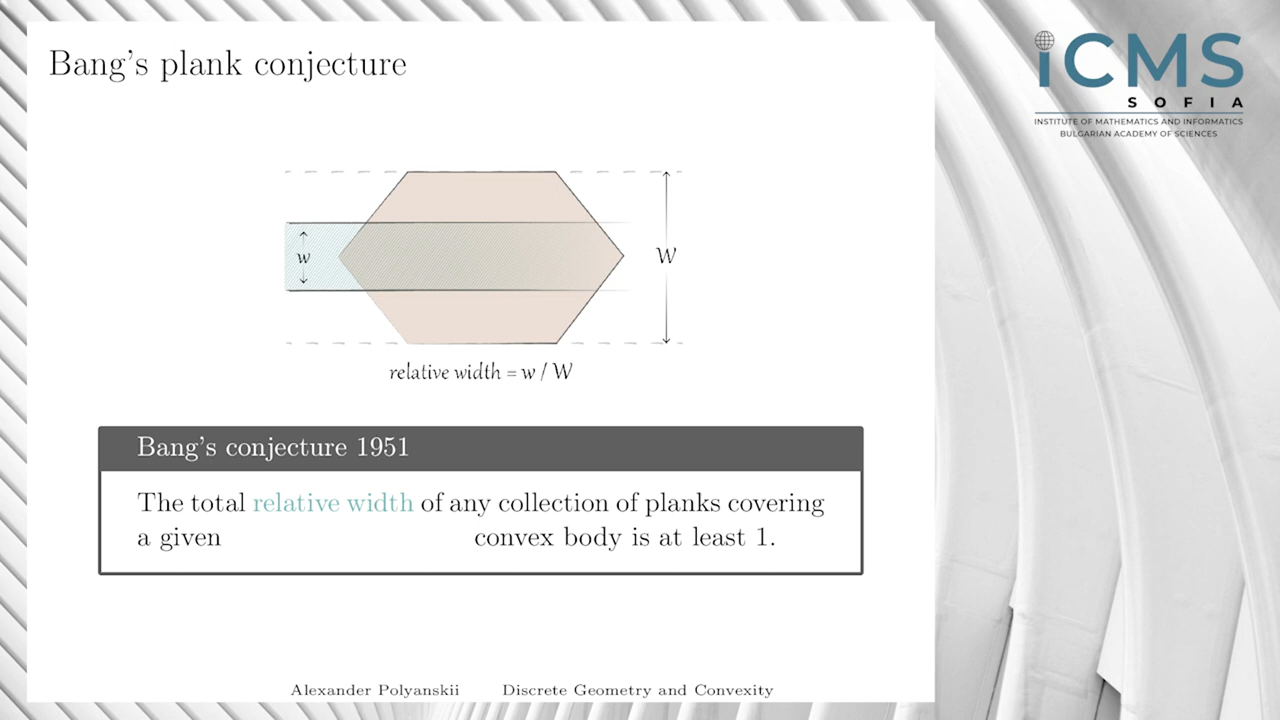 Bang's plank conjecture
iCMS
SOFIA
INSTITUTE OF MATHEMATICS AND INFORMATICS
BULGARIAN ACADEMY OF SCIENCES
w
W
relative width = w / W
Bang's conjecture 1951
The total relative width of any collection of planks covering
a given convex body is at least 1.
Alexander Polyanskii Discrete Geometry and Convexity